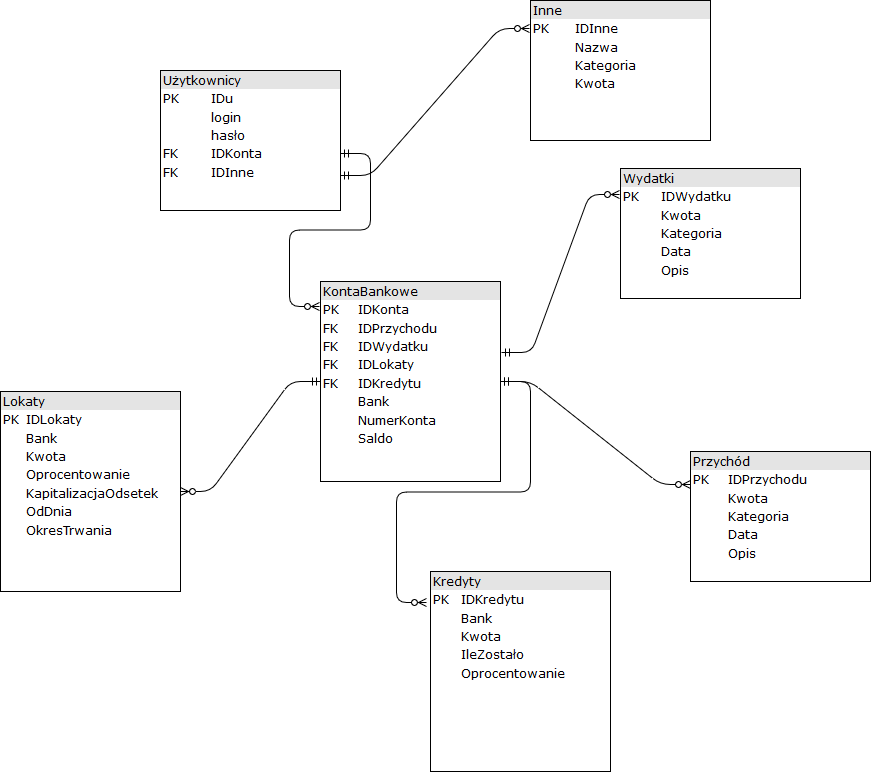 Inne
PK IDInne
Nazwa
Kategoria
Kwota
Użytkownicy
PK IDu
login
hasło
FK IDKonta
FK IDInne
Wydatki
PK IDWydatku
Kwota
Kategoria
Data
Opis
KontaBankowe
PK IDKonta
FK IDPrzychodu
FK IDWydatku
FK IDLokaty
FK IDKredytu
Bank
NumerKonta
Saldo
Lokaty
PK IDLokaty
Bank
Kwota
Oprocentowanie
KapitalizacjaOdsetek
OdDnia
OkresTrwania
Przychód
PK IDPrzychodu
Kwota
Kategoria
Data
Opis
Kredyty
PK IDKredytu
Bank
Kwota
IleZostało
Oprocentowanie